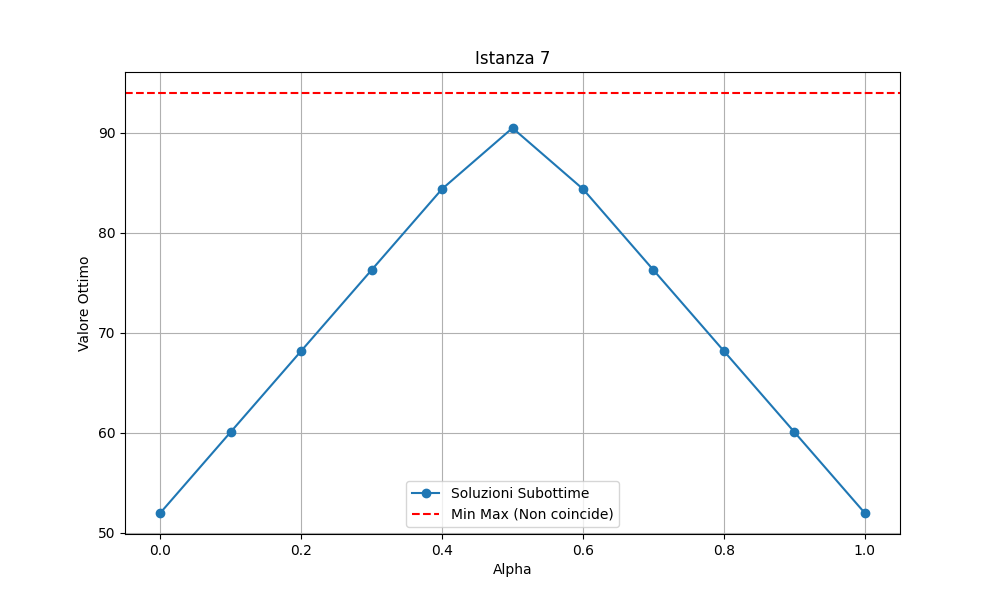 Istanza 7
Valore Ottimo
90
80
70
60
50
0.0
0.2
0.4
0.6
0.8
1.0
Alpha
Soluzioni Subottime
Min Max (Non coincide)